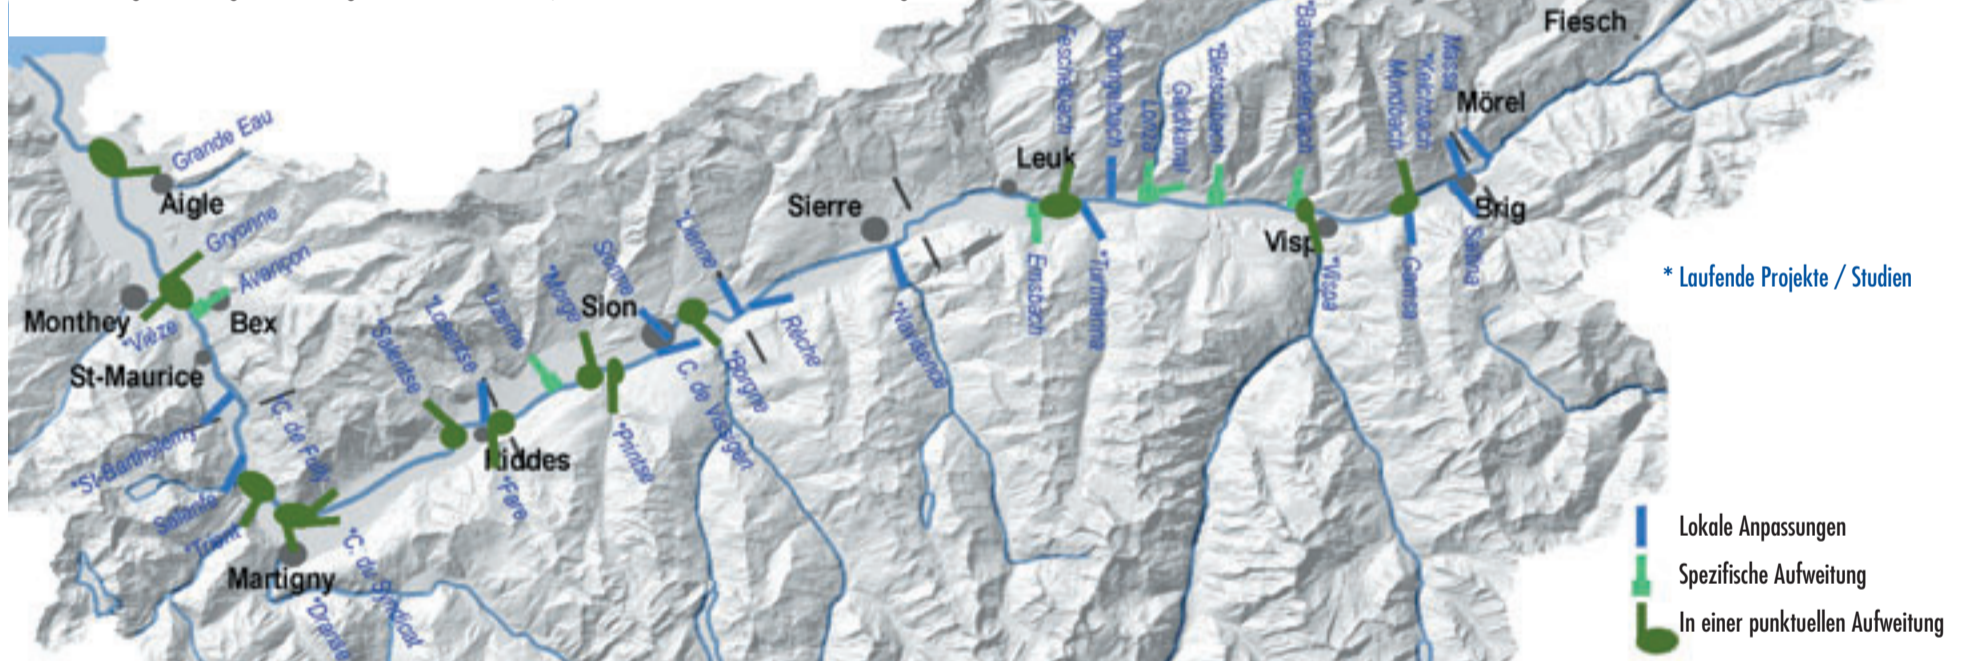 Fiesch
Mörel
Massa
*Kelchbach
Mundbach
*Baltschiederbach
*Bietschbach
Lonza
Feschelbach
Leuk
Grande Eau
Aigle
Sierre
Brig
Saltina
Visp
*Vispa
Gamsa
*Turtmänna
Emsbach
Gryonne
Avançon
Monthey
*Vièze
Bex
St-Maurice
*Lienne
Sionne
Sion
*Morge
*Lizerne
*Losentse
*Salentse
Rèche
*Navisence
*Borgne
C. de Vissigen
*Printse
Riddes
*Fare
C. de Fully
*St-Barthélemy
Salanfe
*Trient
Martigny
*C. du Syndicat
*Dranse
* Laufende Projekte / Studien
Lokale Anpassungen
Spezifische Aufweitung
In einer punktuellen Aufweitung